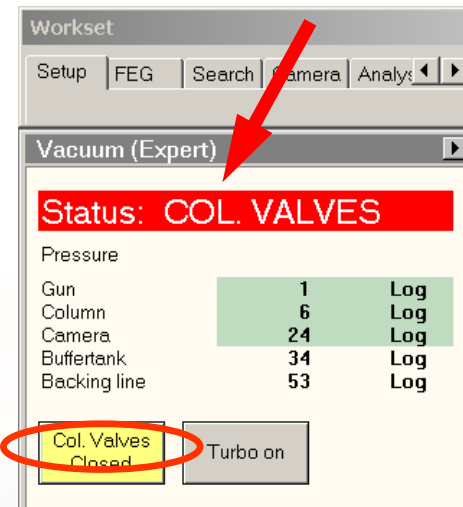 Workset
Setup FEG Search Camera Analys
Vacuum (Expert)
Status: COL. VALVES
Pressure
Gun 1 Log
Column 6 Log
Camera 24 Log
Buffertank 34 Log
Backing line 53 Log
Col. Valves
Closed
Turbo on